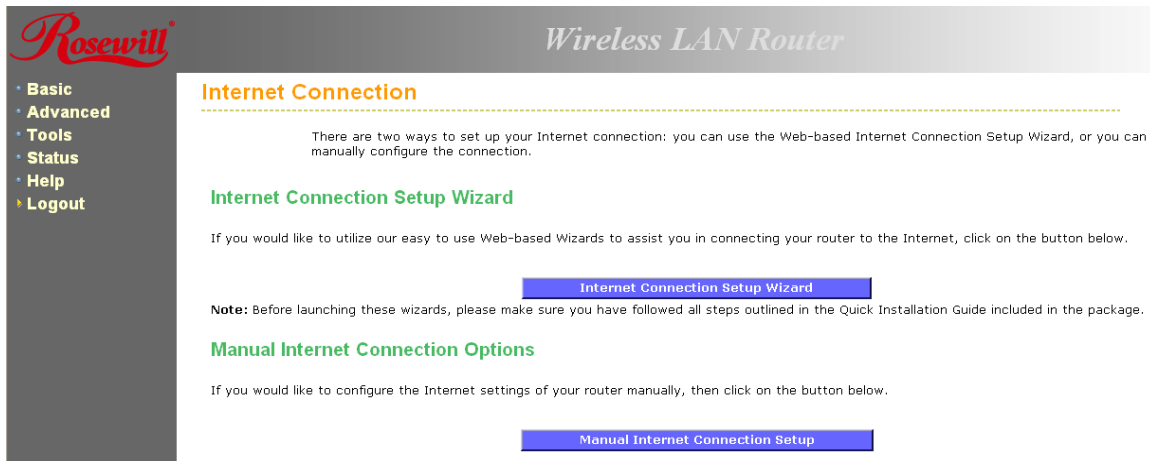 Rosewill®
Wireless LAN Router
Basic
Advanced
Tools
Status
Help
Logout
Internet Connection
There are two ways to set up your Internet connection: you can use the Web-based Internet Connection Setup Wizard, or you can
manually configure the connection.
Internet Connection Setup Wizard
If you would like to utilize our easy to use Web-based Wizards to assist you in connecting your router to the Internet, click on the button below.
Internet Connection Setup Wizard
Note: Before launching these wizards, please make sure you have followed all steps outlined in the Quick Installation Guide included in the package.
Manual Internet Connection Options
If you would like to configure the Internet settings of your router manually, then click on the button below.
Manual Internet Connection Setup